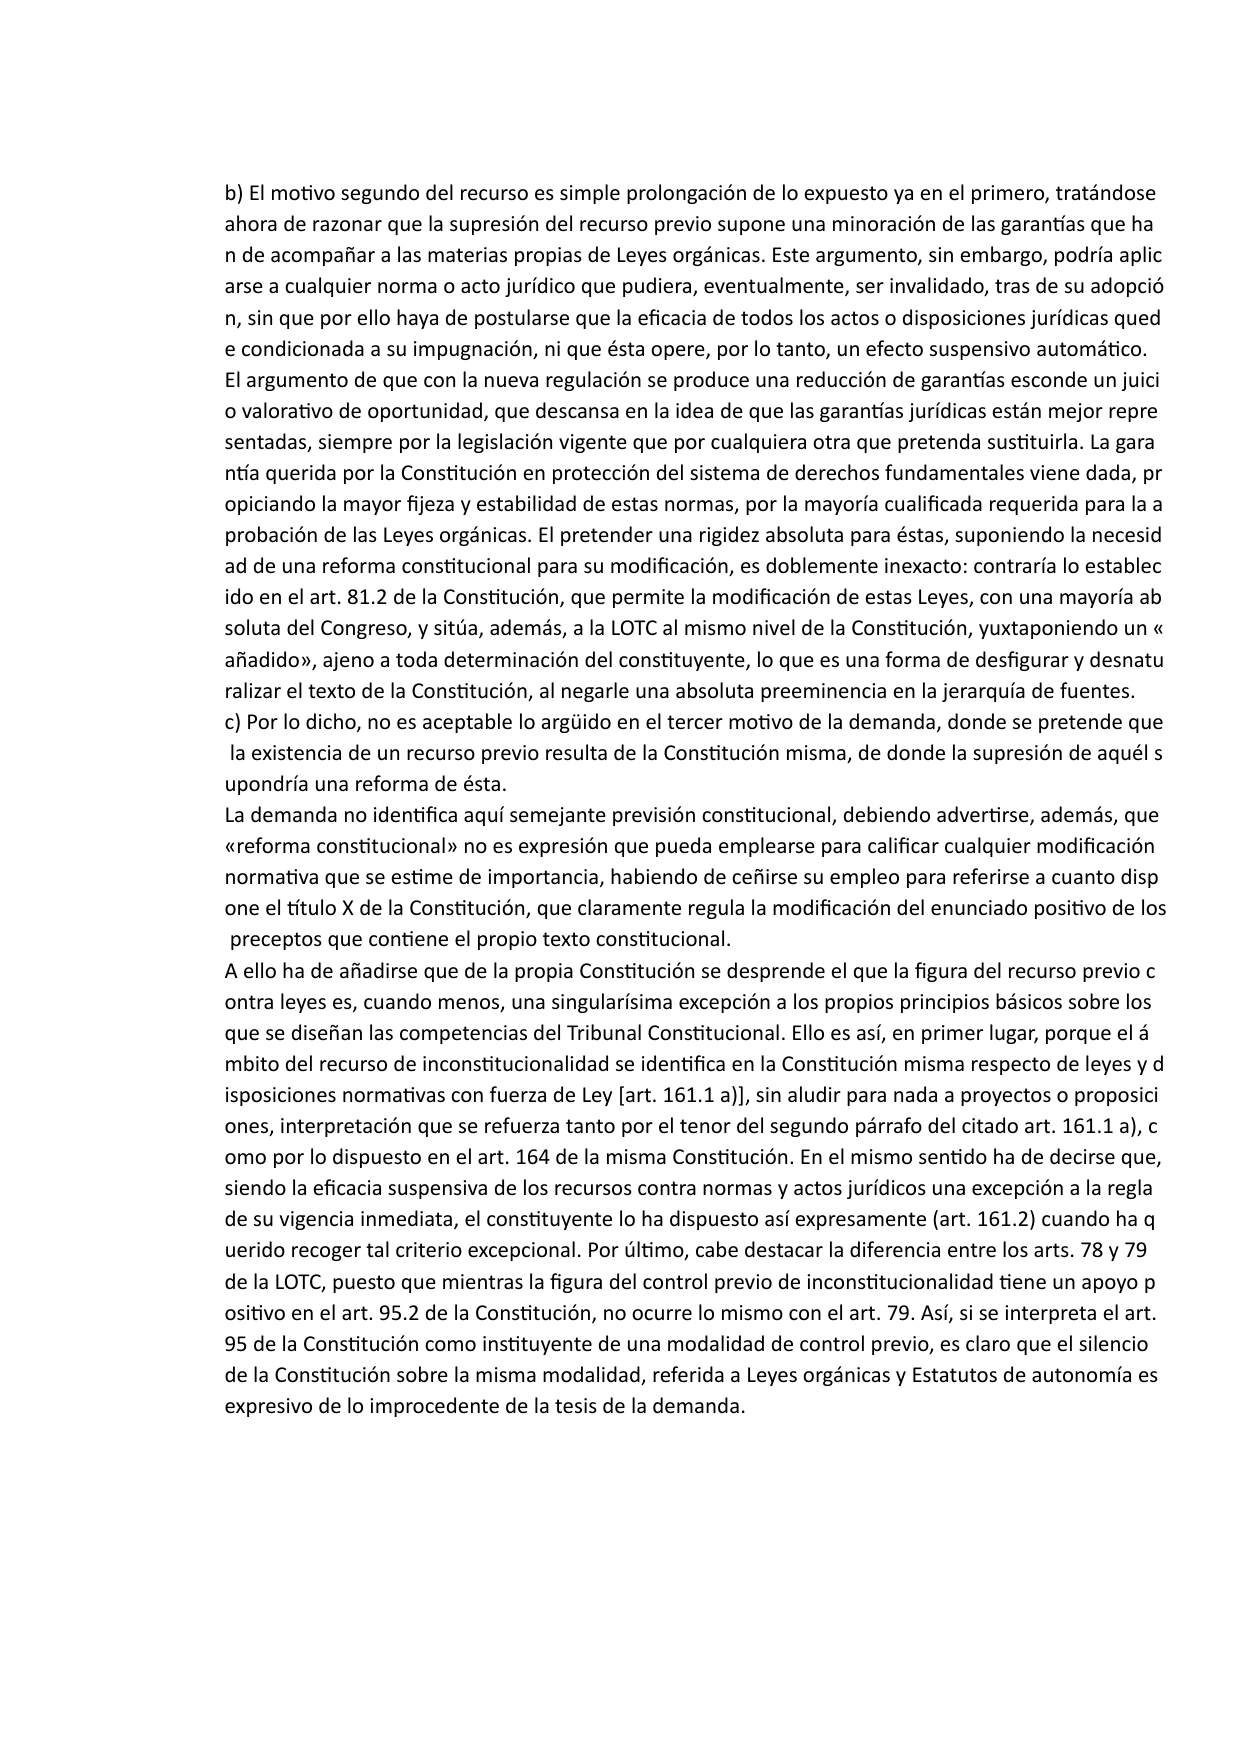 b) El motivo segundo del recurso es simple prolongación de lo expuesto ya en el primero, tratándose
ahora de razonar que la supresión del recurso previo supone una minoración de las garantías que ha
n de acompañar a las materias propias de Leyes orgánicas. Este argumento, sin embargo, podría aplic
arse a cualquier norma o acto jurídico que pudiera, eventualmente, ser invalidado, tras de su adopció
n, sin que por ello haya de postularse que la eficacia de todos los actos o disposiciones jurídicas qued
e condicionada a su impugnación, ni que ésta opere, por lo tanto, un efecto suspensivo automático.
El argumento de que con la nueva regulación se produce una reducción de garantías esconde un juici
o valorativo de oportunidad, que descansa en la idea de que las garantías jurídicas están mejor repre
sentadas, siempre por la legislación vigente que por cualquiera otra que pretenda sustituirla. La gara
ntía querida por la Constitución en protección del sistema de derechos fundamentales viene dada, pr
opiciando la mayor fijeza y estabilidad de estas normas, por la mayoría cualificada requerida para la a
probación de las Leyes orgánicas. El pretender una rigidez absoluta para éstas, suponiendo la necesid
ad de una reforma constitucional para su modificación, es doblemente inexacto: contraría lo establec
ido en el art. 81.2 de la Constitución, que permite la modificación de estas Leyes, con una mayoría ab
soluta del Congreso, y sitúa, además, a la LOTC al mismo nivel de la Constitución, yuxtaponiendo un «
añadido», ajeno a toda determinación del constituyente, lo que es una forma de desfigurar y desnatu
ralizar el texto de la Constitución, al negarle una absoluta preeminencia en la jerarquía de fuentes.
c) Por lo dicho, no es aceptable lo argüido en el tercer motivo de la demanda, donde se pretende que
la existencia de un recurso previo resulta de la Constitución misma, de donde la supresión de aquél s
upondría una reforma de ésta.
La demanda no identifica aquí semejante previsión constitucional, debiendo advertirse, además, que
«reforma constitucional» no es expresión que pueda emplearse para calificar cualquier modificación
normativa que se estime de importancia, habiendo de ceñirse su empleo para referirse a cuanto disp
one el título X de la Constitución, que claramente regula la modificación del enunciado positivo de los
preceptos que contiene el propio texto constitucional.
A ello ha de añadirse que de la propia Constitución se desprende el que la figura del recurso previo c
ontra leyes es, cuando menos, una singularísima excepción a los propios principios básicos sobre los
que se diseñan las competencias del Tribunal Constitucional. Ello es así, en primer lugar, porque el á
mbito del recurso de inconstitucionalidad se identifica en la Constitución misma respecto de leyes y d
isposiciones normativas con fuerza de Ley [art. 161.1 a)], sin aludir para nada a proyectos o proposici
ones, interpretación que se refuerza tanto por el tenor del segundo párrafo del citado art. 161.1 a), c
omo por lo dispuesto en el art. 164 de la misma Constitución. En el mismo sentido ha de decirse que,
siendo la eficacia suspensiva de los recursos contra normas y actos jurídicos una excepción a la regla
de su vigencia inmediata, el constituyente lo ha dispuesto así expresamente (art. 161.2) cuando ha q
uerido recoger tal criterio excepcional. Por último, cabe destacar la diferencia entre los arts. 78 y 79
de la LOTC, puesto que mientras la figura del control previo de inconstitucionalidad tiene un apoyo p
ositivo en el art. 95.2 de la Constitución, no ocurre lo mismo con el art. 79. Así, si se interpreta el art.
95 de la Constitución como instituyente de una modalidad de control previo, es claro que el silencio
de la Constitución sobre la misma modalidad, referida a Leyes orgánicas y Estatutos de autonomía es
expresivo de lo improcedente de la tesis de la demanda.